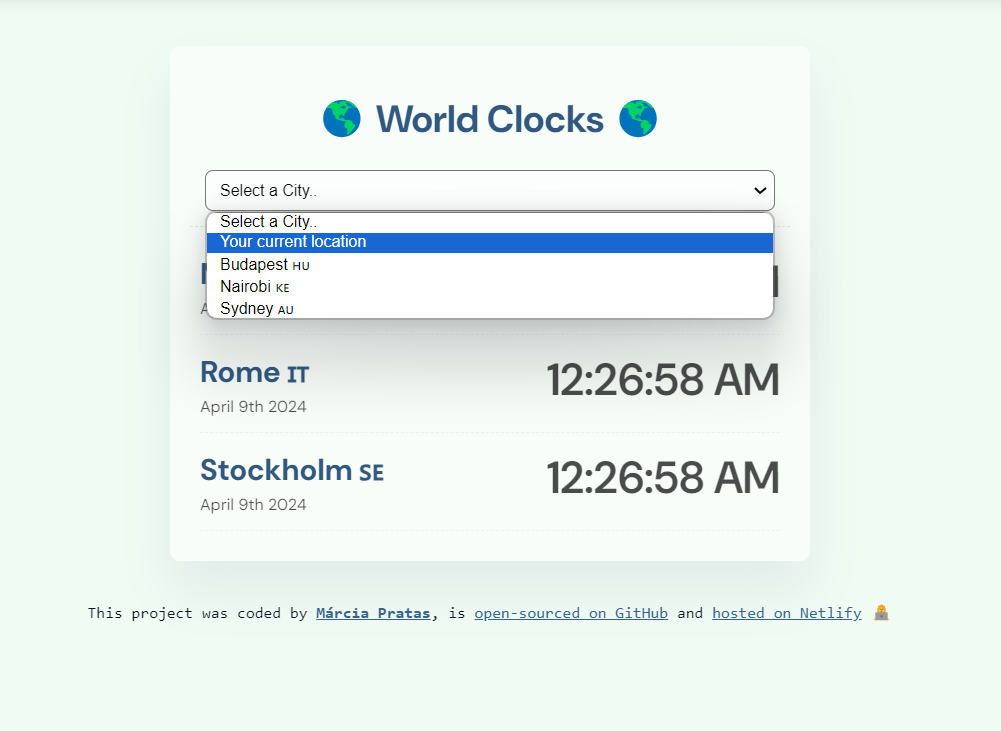 World Clocks
Select a City..
Select a City..
Your current location
Budapest HU
Nairobi KE
Sydney AU
Rome IT
12:26:58 AM
April 9th 2024
Stockholm SE
12:26:58 AM
April 9th 2024
This project was coded by Márcia Pratas, is open-sourced on GitHub and hosted on Netlify